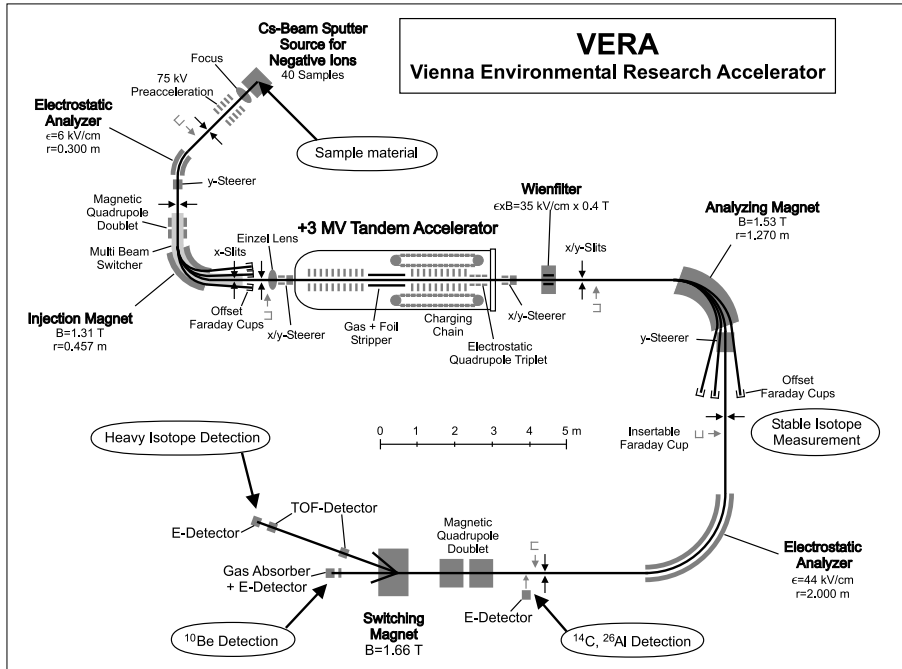 VERA
Vienna Environmental Research Accelerator
Cs-Beam Sputter
Source for
Negative Ions
40 Samples
Focus
75 kV
Preacceleration
Electrostatic
Analyzer
ϵ=6 kV/cm
r=0.300 m
Sample material
y-Steerer
Magnetic
Quadrupole
Doublet
Multi Beam
Switcher
x-Slits
Einzel Lens
+3 MV Tandem Accelerator
Wienfilter
ϵxB=35 kV/cm x 0.4 T
x/y-Slits
Analyzing Magnet
B=1.53 T
r=1.270 m
Injection Magnet
B=1.31 T
r=0.457 m
Offset
Faraday Cups
x/y-Steerer
Gas + Foil
Stripper
Charging
Chain
Electrostatic
Quadrupole Triplet
x/y-Steerer
y-Steerer
Offset
Faraday Cups
Insertable
Faraday Cup
Stable Isotope
Measurement
0 1 2 3 4 5 m
Heavy Isotope Detection
TOF-Detector
E-Detector
Gas Absorber
+ E-Detector
Magnetic
Quadrupole
Doublet
Electrostatic
Analyzer
ϵ=44 kV/cm
r=2.000 m
E-Detector
Switching
Magnet
B=1.66 T
¹⁰Be Detection
¹⁴C, ²⁶Al Detection